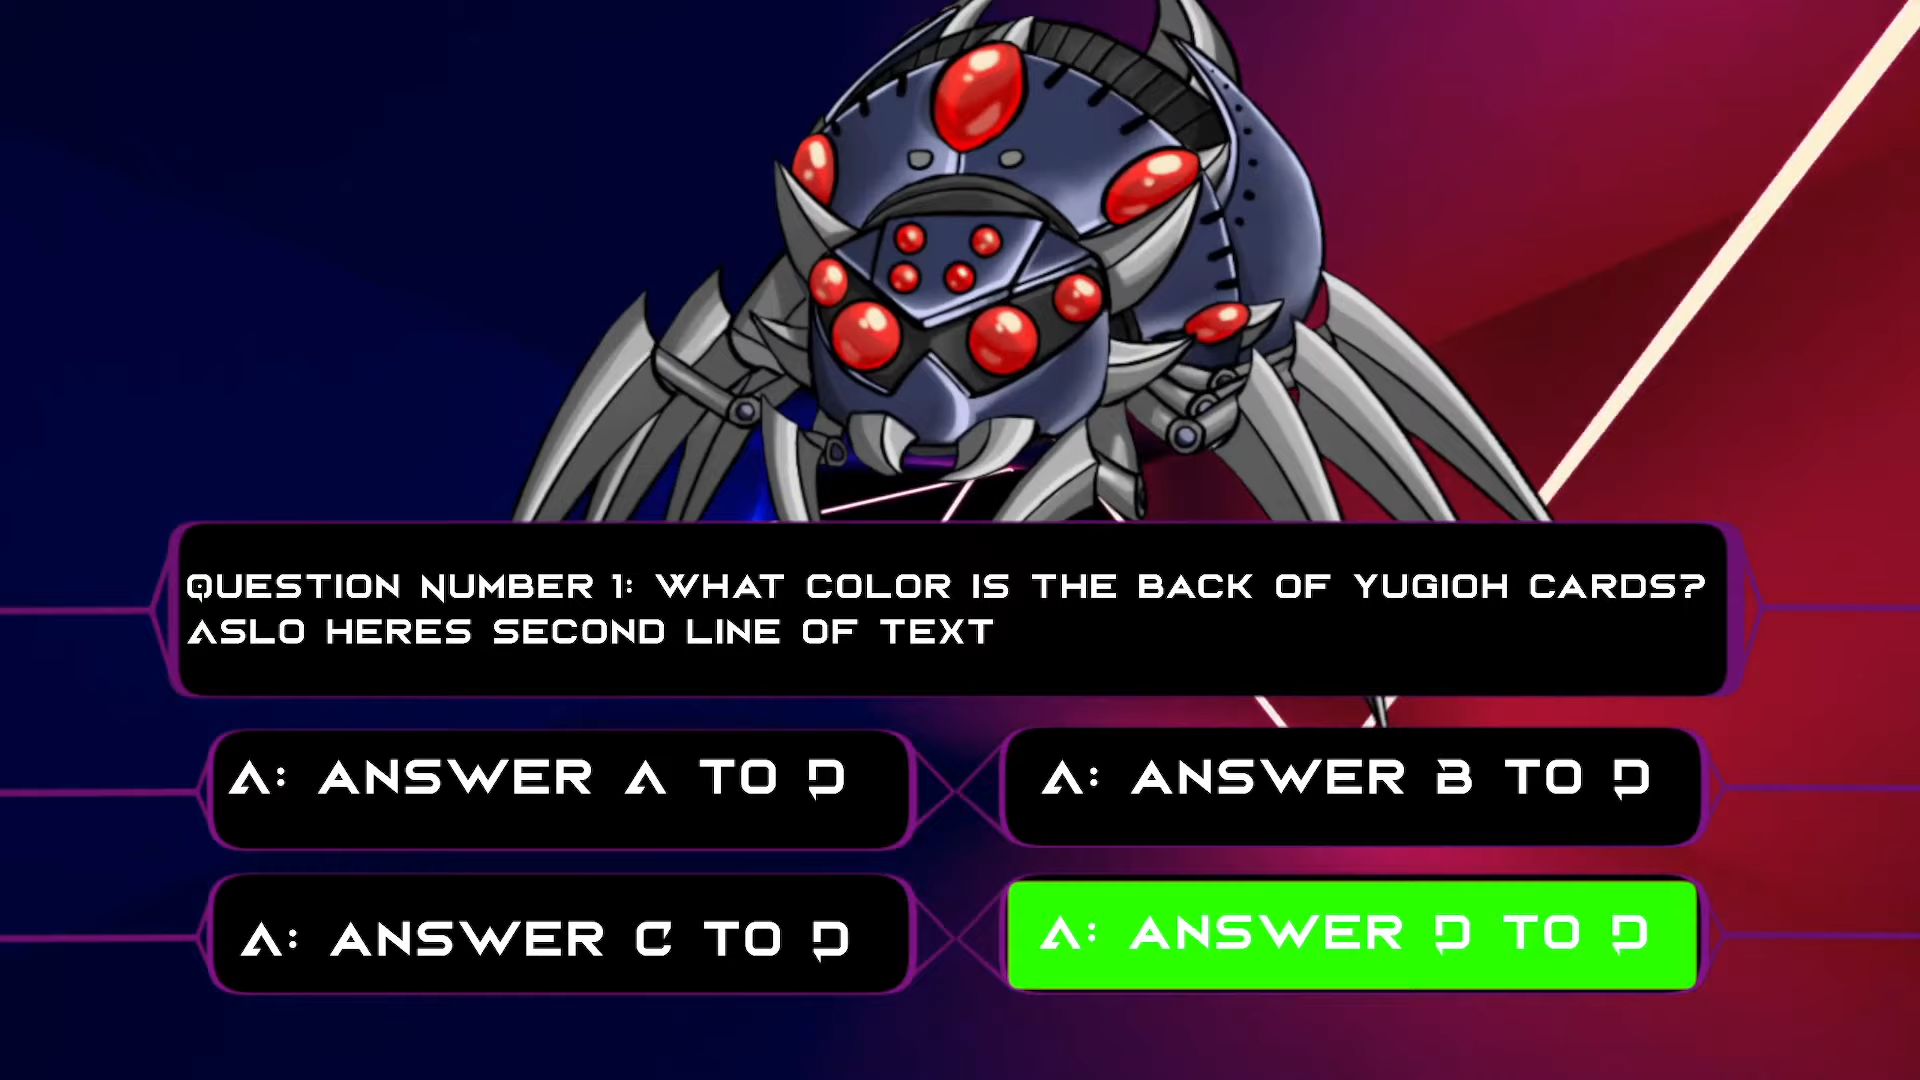 QUESTION NUMBER 1: WHAT COLOR IS THE BACK OF YUGIOH CARDS?
ASLO HERES SECOND LINE OF TEXT
A: ANSWER A TO D
A: ANSWER B TO D
A: ANSWER C TO D
A: ANSWER D TO D